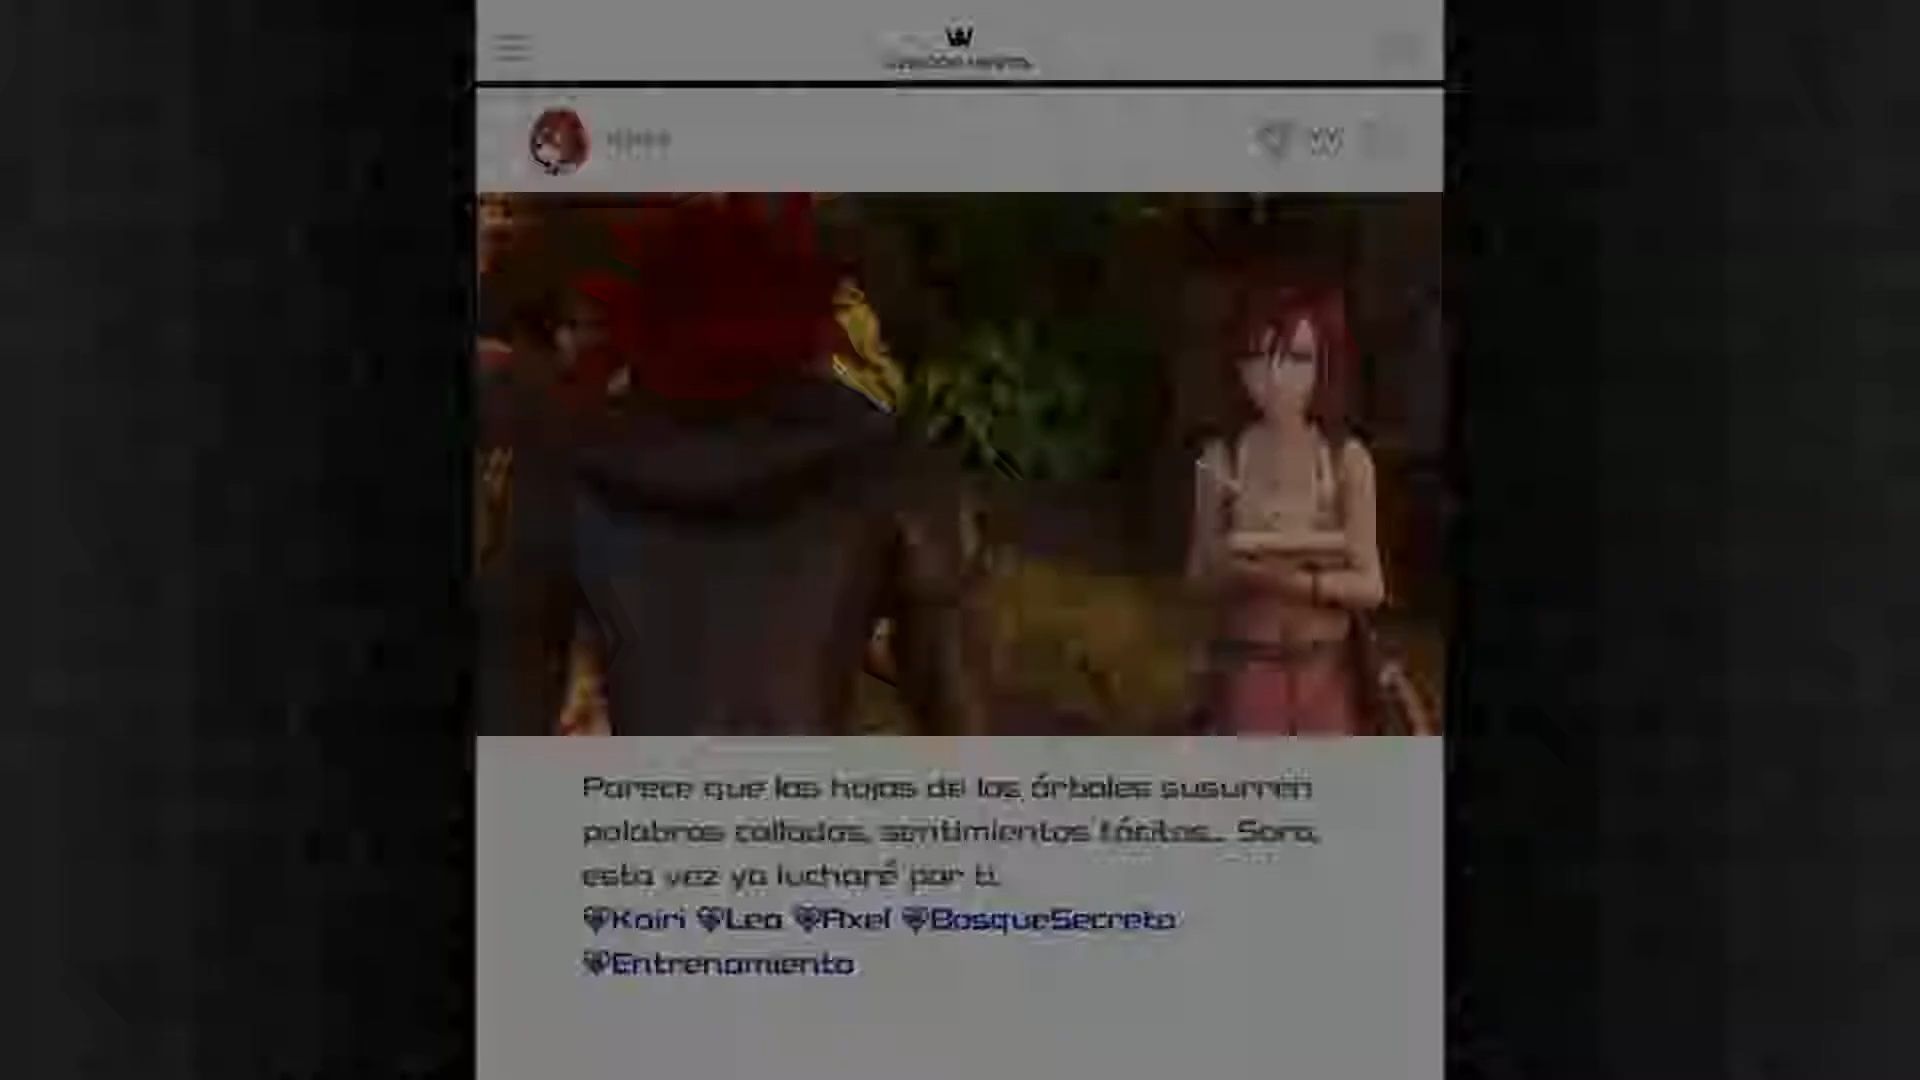 Parece que las hojas de los árboles susurren
palabras calladas, sentimientos tácitos... Sora,
esta vez yo lucharé por ti.
Kairi Lea Axel BosqueSecreto
Entrenamiento